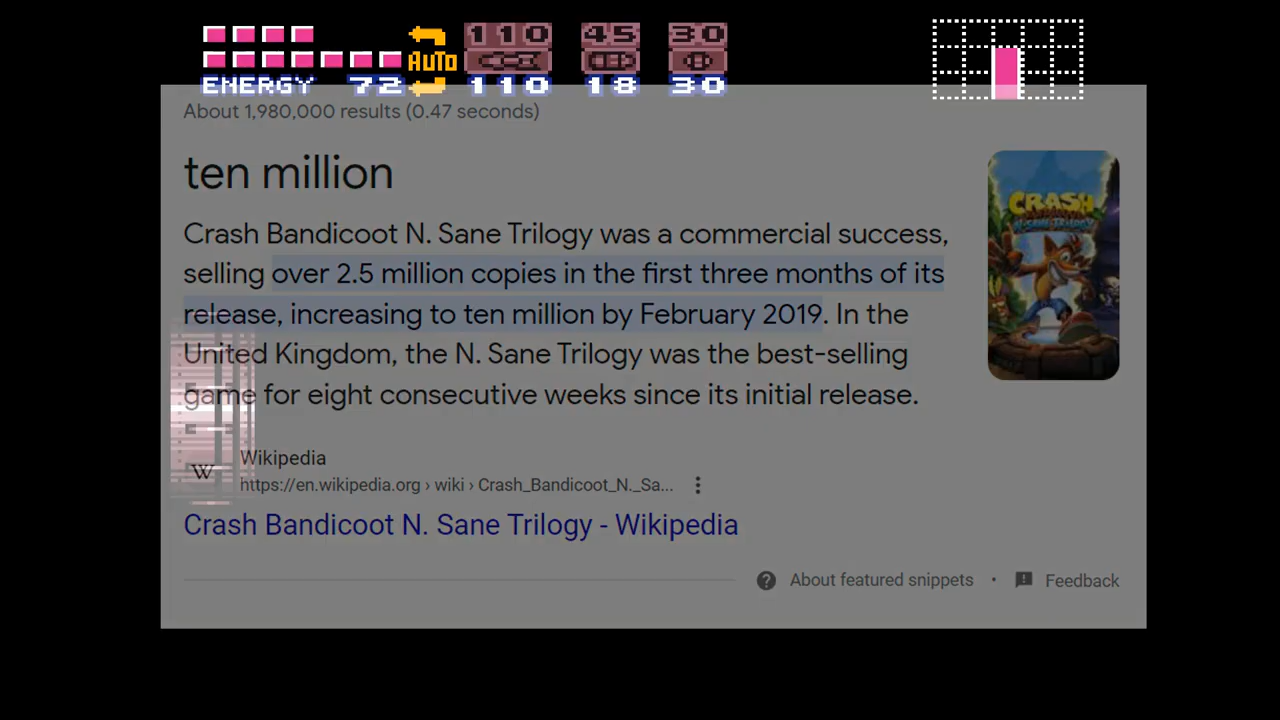 110 45 30
AUTO
ENERGY 72 110 18 30
About 1,980,000 results (0.47 seconds)
ten million
Crash Bandicoot N. Sane Trilogy was a commercial success,
selling over 2.5 million copies in the first three months of its
release, increasing to ten million by February 2019. In the
United Kingdom, the N. Sane Trilogy was the best-selling
game for eight consecutive weeks since its initial release.
CRASH
BANDICOOT
N. SANE TRILOGY
W
Wikipedia
https://en.wikipedia.org › wiki › Crash_Bandicoot_N._Sa...
Crash Bandicoot N. Sane Trilogy - Wikipedia
About featured snippets • Feedback